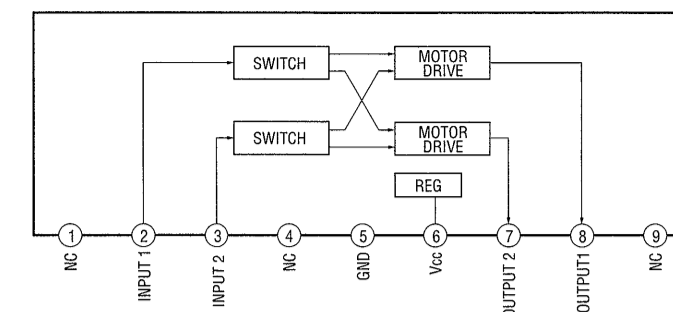 SWITCH
MOTOR
DRIVE
SWITCH
MOTOR
DRIVE
REG
1
2
3
4
5
6
7
8
9
NC
INPUT 1
INPUT 2
NC
GND
Vcc
OUTPUT 2
OUTPUT1
NC